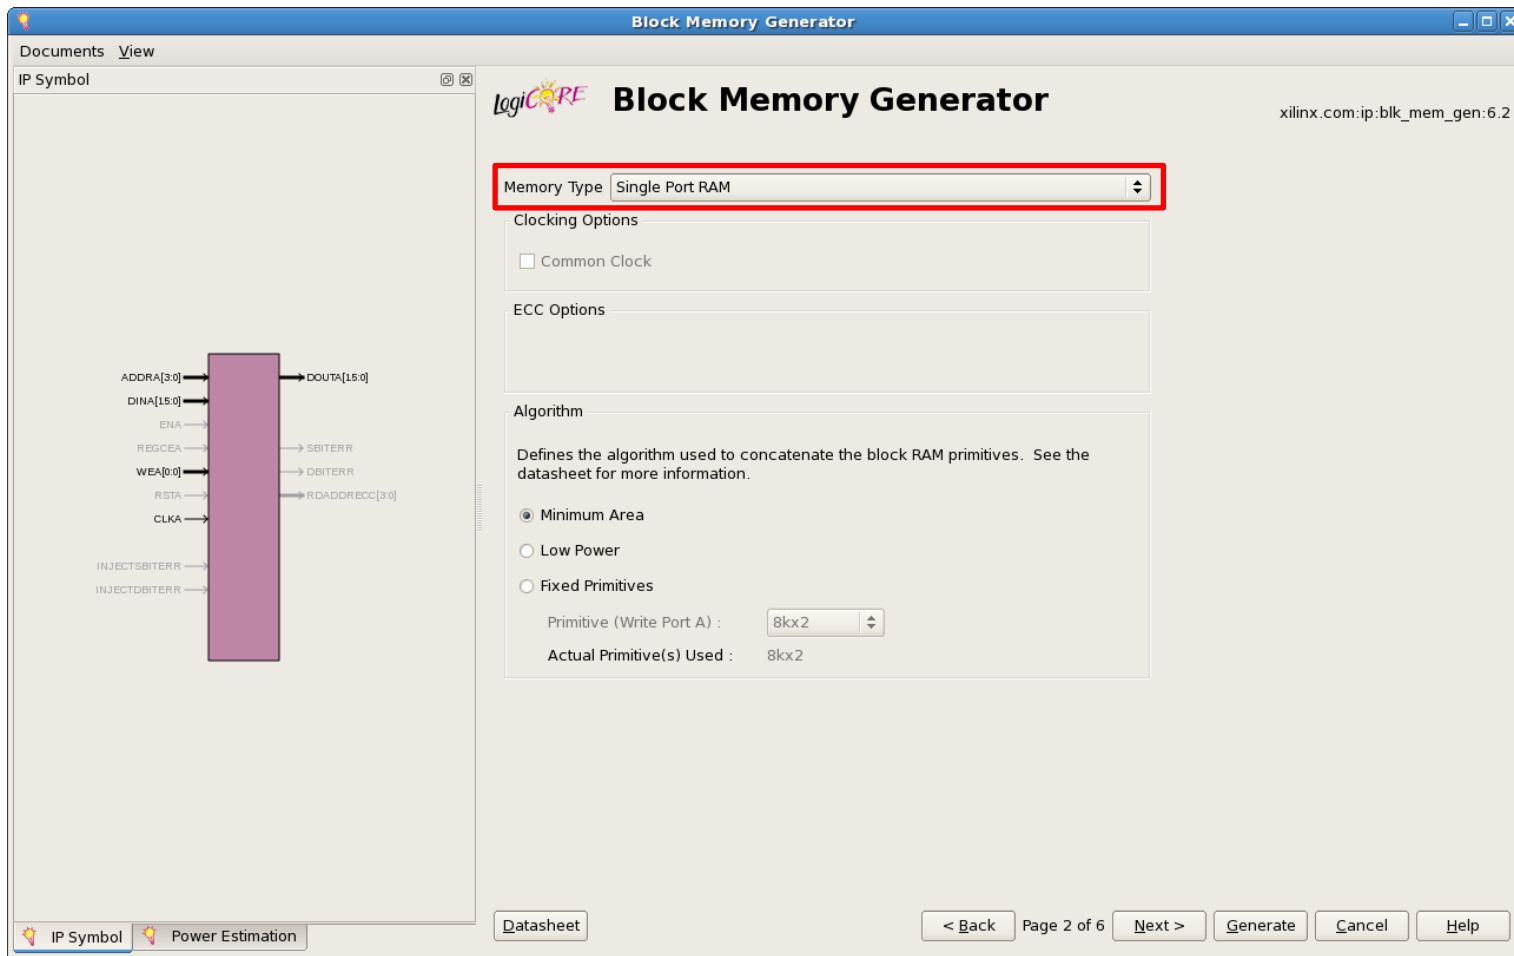 Block Memory Generator
Documents View
IP Symbol
LogiCORE
Block Memory Generator
xilinx.com:ip:blk_mem_gen:6.2
Memory Type Single Port RAM
Clocking Options
Common Clock
ECC Options
ADDRA[3:0]
DINA[15:0]
ENA
REGCEA
WEA[0:0]
RSTA
CLKA
INJECTSBITERR
INJECTDBITERR
DOUTA[15:0]
SBITERR
DBITERR
RDADDRECC[3:0]
Algorithm
Defines the algorithm used to concatenate the block RAM primitives. See the
datasheet for more information.
Minimum Area
Low Power
Fixed Primitives
Primitive (Write Port A) : 8kx2
Actual Primitive(s) Used : 8kx2
IP Symbol Power Estimation
Datasheet < Back Page 2 of 6 Next > Generate Cancel Help